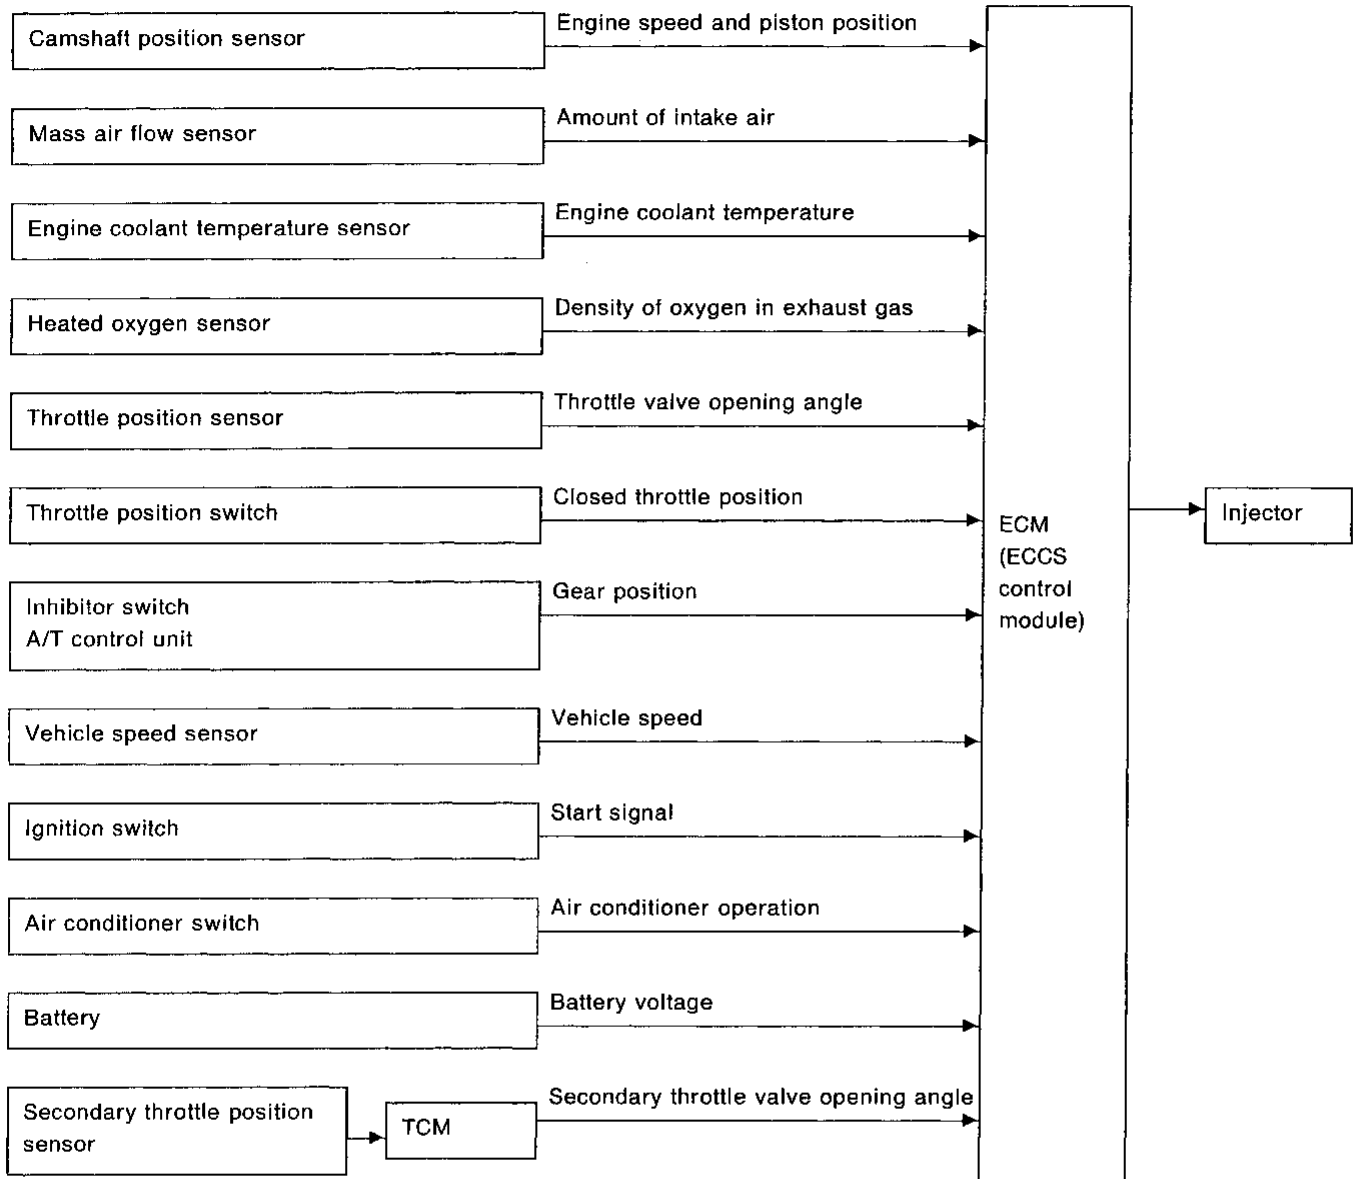 Camshaft position sensor
Engine speed and piston position
Mass air flow sensor
Amount of intake air
Engine coolant temperature sensor
Engine coolant temperature
Heated oxygen sensor
Density of oxygen in exhaust gas
Throttle position sensor
Throttle valve opening angle
Throttle position switch
Closed throttle position
Inhibitor switch
A/T control unit
Gear position
Vehicle speed sensor
Vehicle speed
Ignition switch
Start signal
Air conditioner switch
Air conditioner operation
Battery
Battery voltage
Secondary throttle position
sensor
TCM
Secondary throttle valve opening angle
ECM
(ECCS
control
module)
Injector